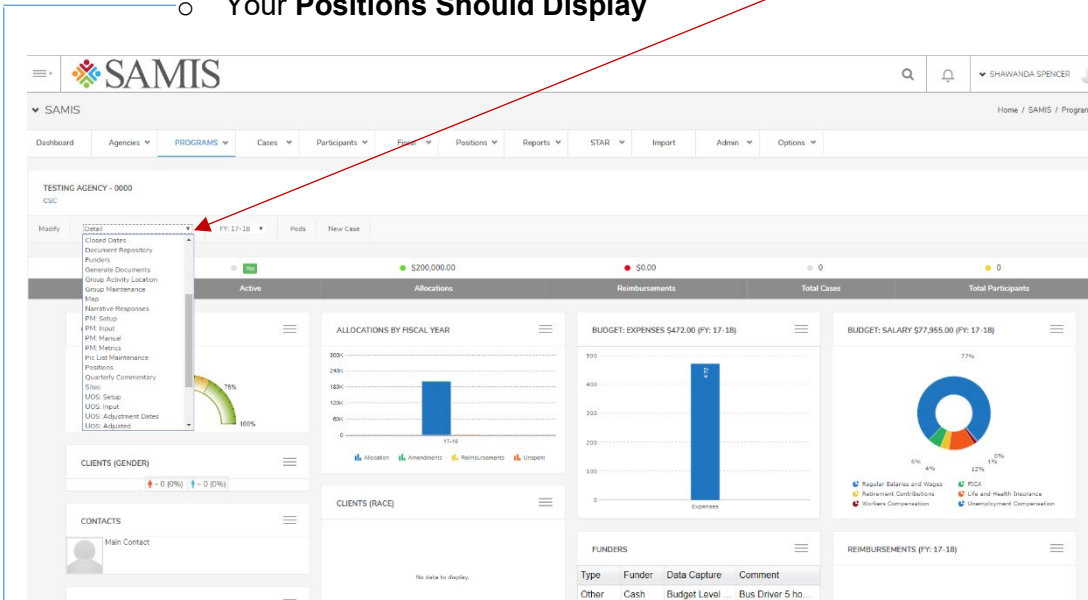 o Your Positions Should Display
SAMIS
SHAWANDA SPENCER
SAMIS
Home / SAMIS / Program
Dashboard Agencies PROGRAMS Cases Participants Fiscal Positions Reports STAR Import Admin Options
TESTING AGENCY - 0000
CSC
Modify Detail FY: 17-18 Pods New Case
Closed Dates
Document Repository
Funders
Generate Documents
Group Activity Location
Group Maintenance
Map
Narrative Responses
PM: Setup
PM: Input
PM: Manual
PM: Metrics
Pic List Maintenance
Positions
Quarterly Commentary
Sites
UOS: Setup
UOS: Input
UOS: Adjustment Dates
UOS: Adjusted
Yes $200,000.00 $0.00 0 0
Active Allocations Reimbursements Total Cases Total Participants
75%
100%
ALLOCATIONS BY FISCAL YEAR
300K
240K
180K
120K
60K
0
17-18
Allocation Amendments Reimbursements Unspent
BUDGET: EXPENSES $472.00 (FY: 17-18)
500
400
300
200
100
0
472
Expenses
BUDGET: SALARY $77,955.00 (FY: 17-18)
77%
6%
4%
12%
1%
0%
Regular Salaries and Wages FICA
Retirement Contributions Life and Health Insurance
Workers Compensation Unemployment Compensation
CLIENTS (GENDER)
- 0 (0%) - 0 (0%)
CONTACTS
Main Contact
CLIENTS (RACE)
No data to display.
FUNDERS
Type Funder Data Capture Comment
Other Cash Budget Level ... Bus Driver 5 ho...
REIMBURSEMENTS (FY: 17-18)